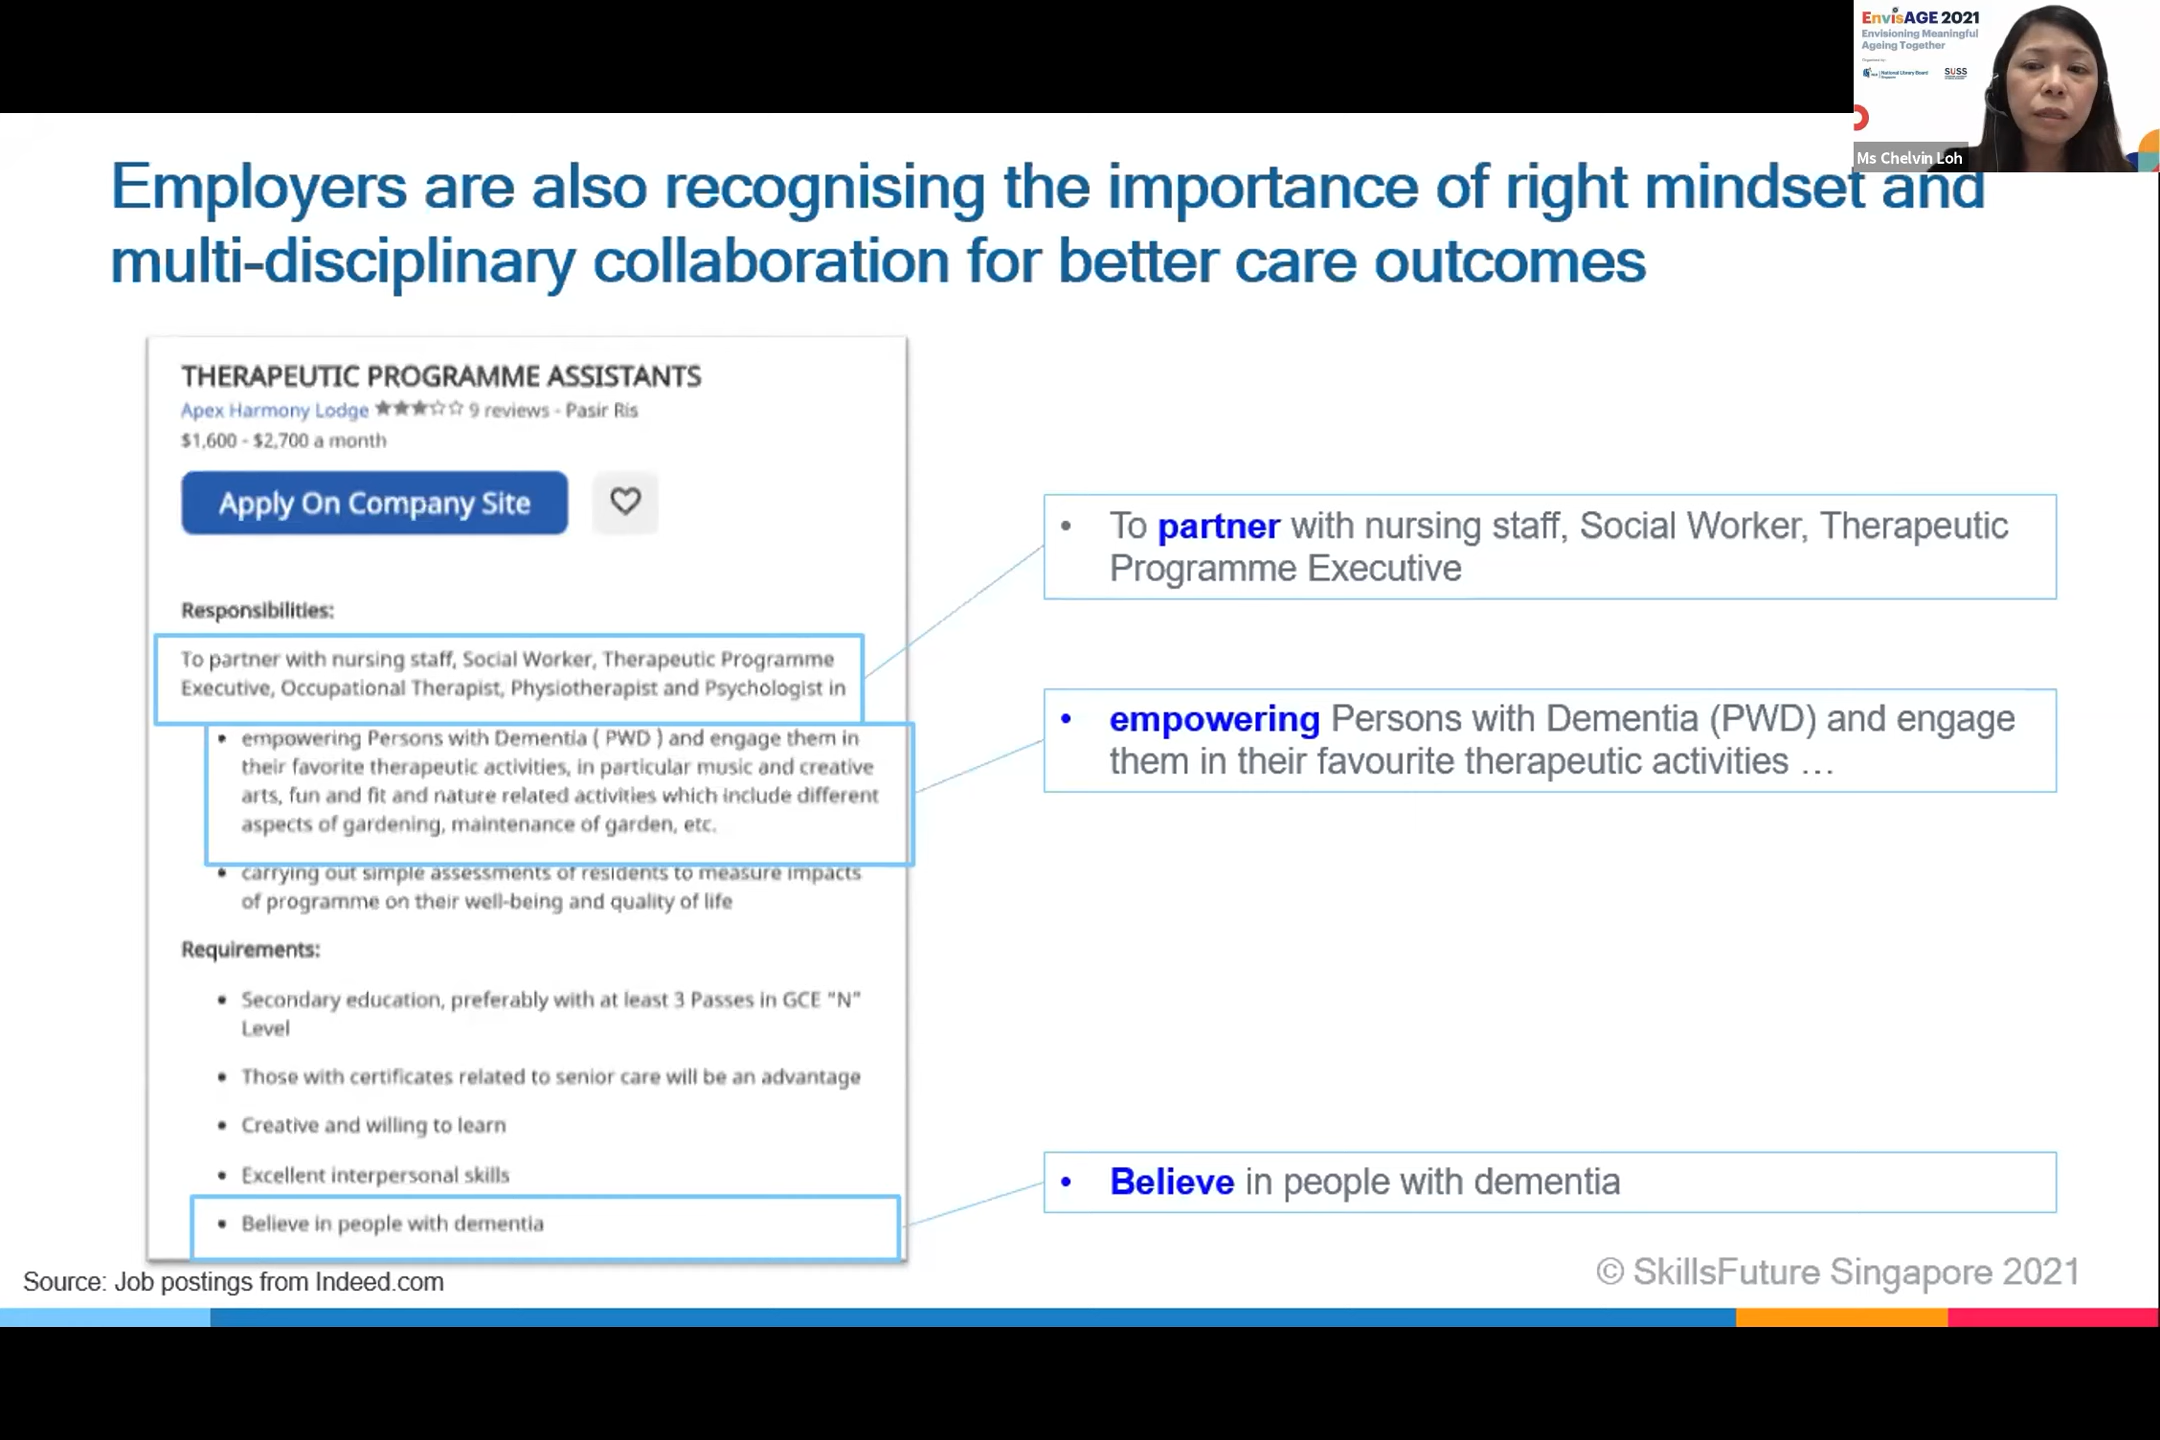 EnvisAGE 2021
Envisioning Meaningful
Ageing Together
National Library Board
SUSS
Ms Chelvin Loh
Employers are also recognising the importance of right mindset and
multi-disciplinary collaboration for better care outcomes
THERAPEUTIC PROGRAMME ASSISTANTS
Apex Harmony Lodge ★★★☆☆ 9 reviews - Pasir Ris
$1,600 - $2,700 a month
Apply On Company Site
Responsibilities:
To partner with nursing staff, Social Worker, Therapeutic Programme
Executive, Occupational Therapist, Physiotherapist and Psychologist in
• empowering Persons with Dementia ( PWD ) and engage them in
their favorite therapeutic activities, in particular music and creative
arts, fun and fit and nature related activities which include different
aspects of gardening, maintenance of garden, etc.
• carrying out simple assessments of residents to measure impacts
of programme on their well-being and quality of life
Requirements:
• Secondary education, preferably with at least 3 Passes in GCE "N"
Level
• Those with certificates related to senior care will be an advantage
• Creative and willing to learn
• Excellent interpersonal skills
• Believe in people with dementia
• To partner with nursing staff, Social Worker, Therapeutic
Programme Executive
• empowering Persons with Dementia (PWD) and engage
them in their favourite therapeutic activities …
• Believe in people with dementia
Source: Job postings from Indeed.com
© SkillsFuture Singapore 2021